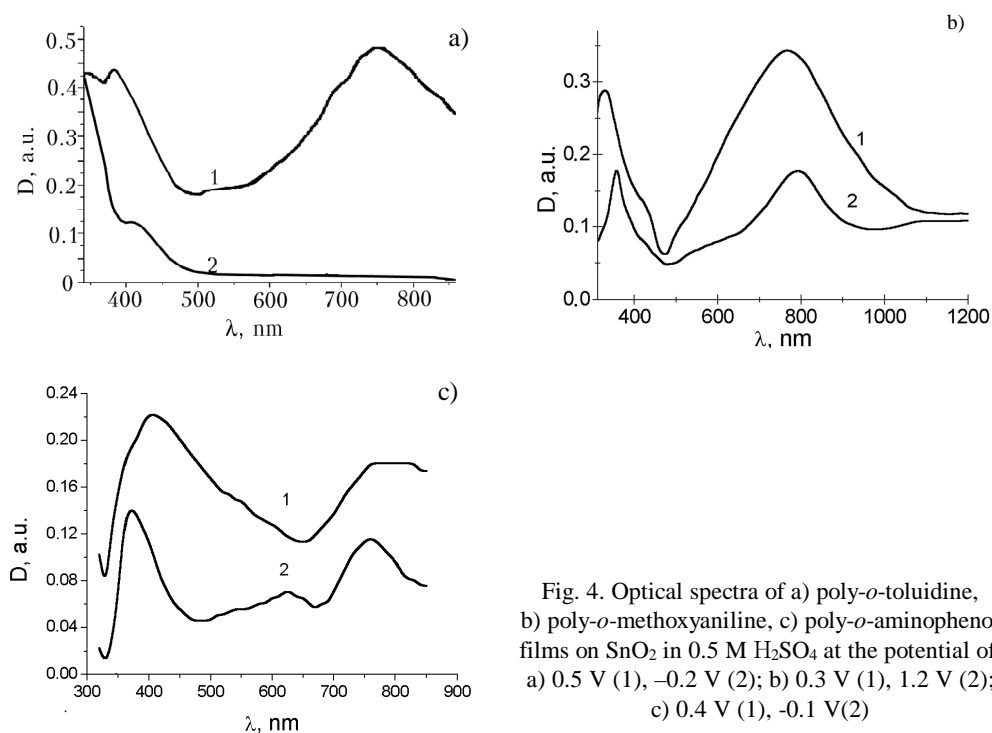 a)
0.5
0.4
0.3
0.2
0.1
0
D, a.u.
1
2
400 500 600 700 800
λ, nm
b)
0.3
0.2
0.1
0.0
D, a.u.
1
2
400 600 800 1000 1200
λ, nm
c)
0.24
0.20
0.16
0.12
0.08
0.04
0.00
D, a.u.
1
2
300 400 500 600 700 800 900
λ, nm
Fig. 4. Optical spectra of a) poly-o-toluidine,
b) poly-o-methoxyaniline, c) poly-o-aminopheno
films on SnO₂ in 0.5 M H₂SO₄ at the potential of
a) 0.5 V (1), –0.2 V (2); b) 0.3 V (1), 1.2 V (2);
c) 0.4 V (1), -0.1 V(2)